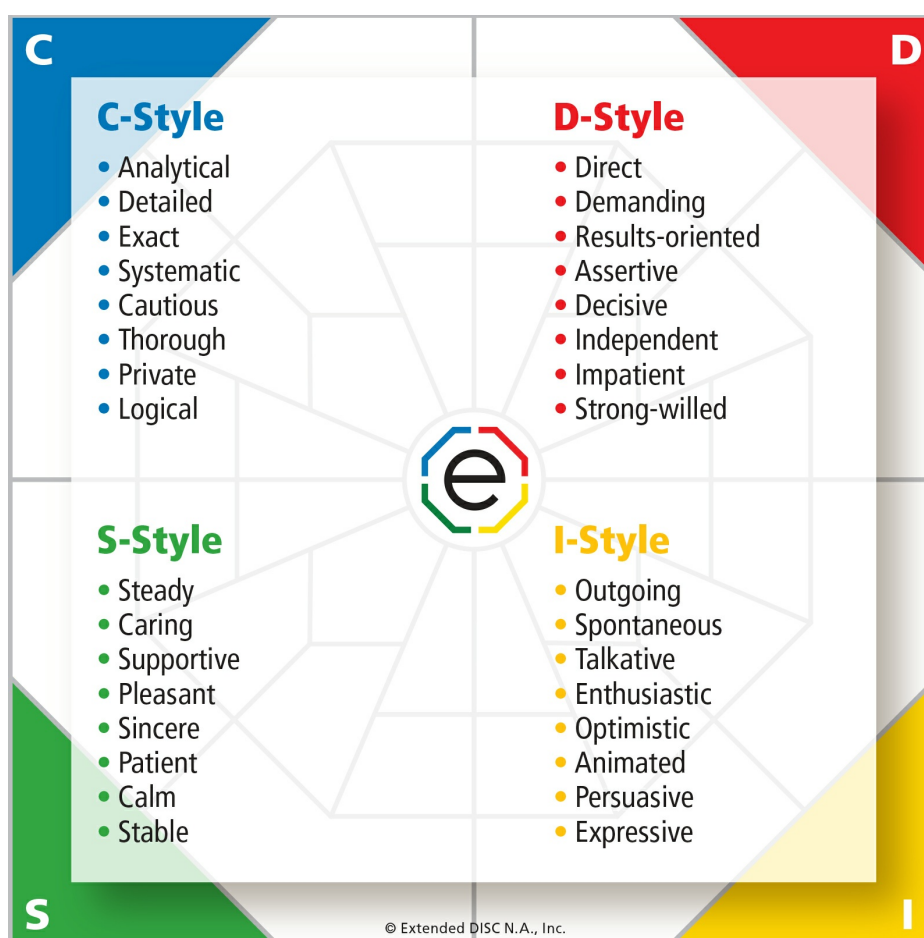 C
D
C-Style
• Analytical
• Detailed
• Exact
• Systematic
• Cautious
• Thorough
• Private
• Logical
D-Style
• Direct
• Demanding
• Results-oriented
• Assertive
• Decisive
• Independent
• Impatient
• Strong-willed
e
S-Style
• Steady
• Caring
• Supportive
• Pleasant
• Sincere
• Patient
• Calm
• Stable
I-Style
• Outgoing
• Spontaneous
• Talkative
• Enthusiastic
• Optimistic
• Animated
• Persuasive
• Expressive
S
I
© Extended DISC N.A., Inc.